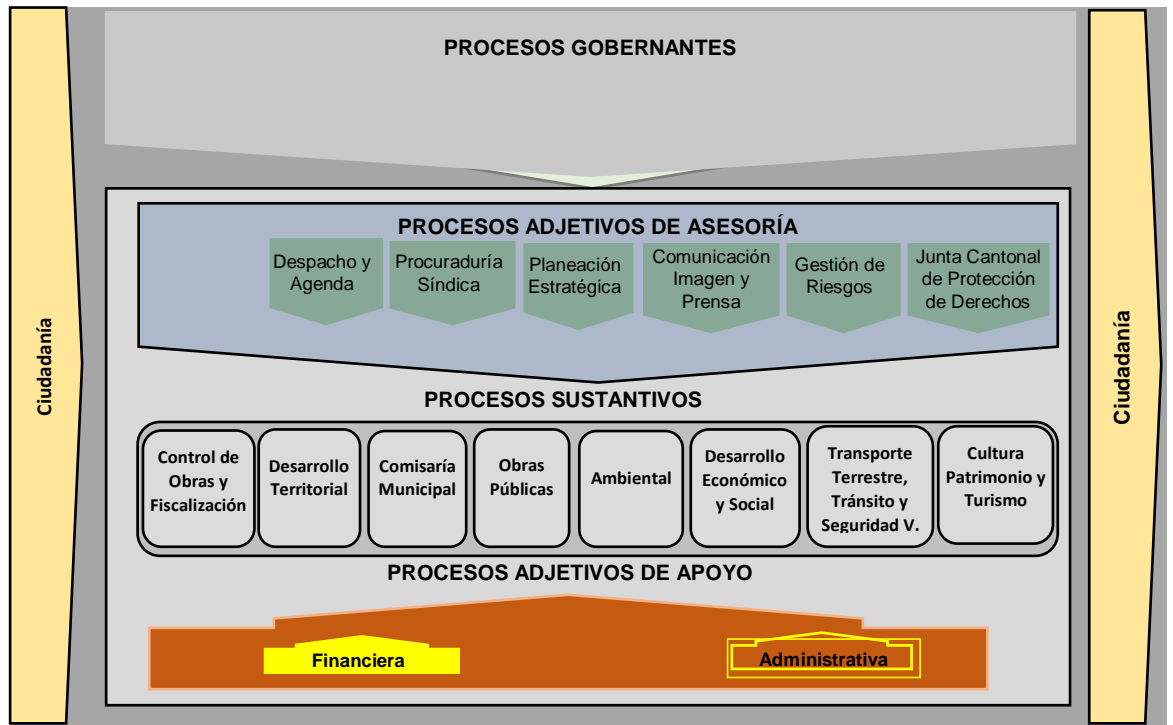 PROCESOS GOBERNANTES
Ciudadanía
PROCESOS ADJETIVOS DE ASESORÍA
Despacho y
Agenda
Procuraduría
Síndica
Planeación
Estratégica
Comunicación
Imagen y
Prensa
Gestión de
Riesgos
Junta Cantonal
de Protección
de Derechos
PROCESOS SUSTANTIVOS
Control de
Obras y
Fiscalización
Desarrollo
Territorial
Comisaría
Municipal
Obras
Públicas
Ambiental
Desarrollo
Económico
y Social
Transporte
Terrestre,
Tránsito y
Seguridad V.
Cultura
Patrimonio y
Turismo
PROCESOS ADJETIVOS DE APOYO
Financiera
Administrativa
Ciudadanía